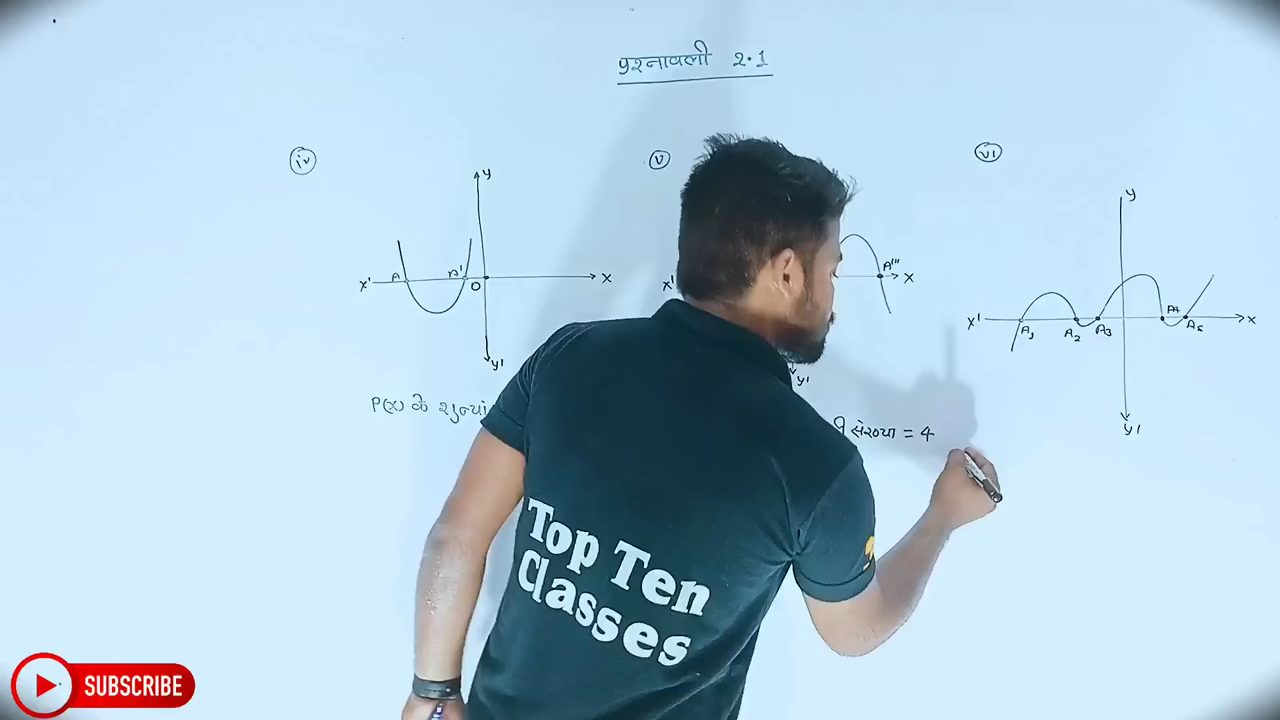 प्रश्नावली 2.1
iv
v
vi
y
y
x' A A' O x
x' A''' x
x' A1 A2 A3 A4 A5 x
y'
y'
y'
P(x) के शून्यां
की संख्या = 4
Top Ten
Classes
SUBSCRIBE